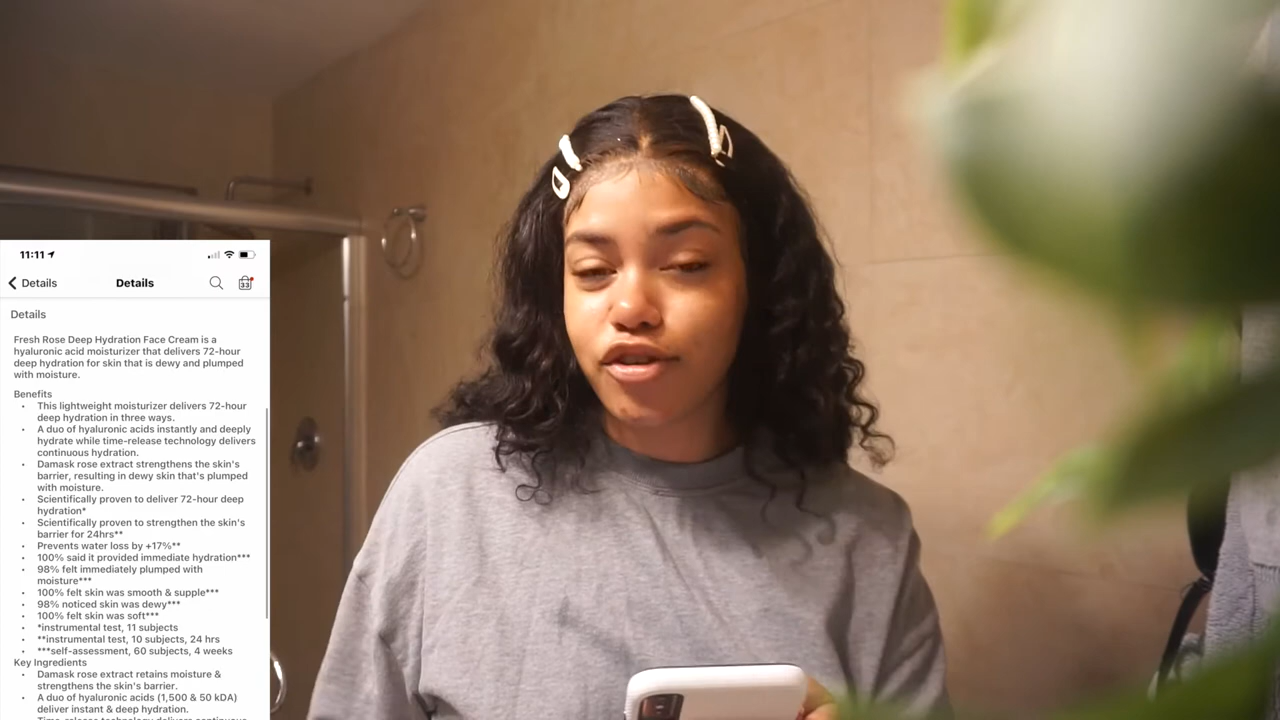 11:11
Details
Details
33
Details
Fresh Rose Deep Hydration Face Cream is a
hyaluronic acid moisturizer that delivers 72-hour
deep hydration for skin that is dewy and plumped
with moisture.
Benefits
• This lightweight moisturizer delivers 72-hour
deep hydration in three ways.
• A duo of hyaluronic acids instantly and deeply
hydrate while time-release technology delivers
continuous hydration.
• Damask rose extract strengthens the skin's
barrier, resulting in dewy skin that's plumped
with moisture.
• Scientifically proven to deliver 72-hour deep
hydration*
• Scientifically proven to strengthen the skin's
barrier for 24hrs**
• Prevents water loss by +17%**
• 100% said it provided immediate hydration***
• 98% felt immediately plumped with
moisture***
• 100% felt skin was smooth & supple***
• 98% noticed skin was dewy***
• 100% felt skin was soft***
• *instrumental test, 11 subjects
• **instrumental test, 10 subjects, 24 hrs
• ***self-assessment, 60 subjects, 4 weeks
Key Ingredients
• Damask rose extract retains moisture &
strengthens the skin's barrier.
• A duo of hyaluronic acids (1,500 & 50 kDA)
deliver instant & deep hydration.
• Time-release technology delivers continuous